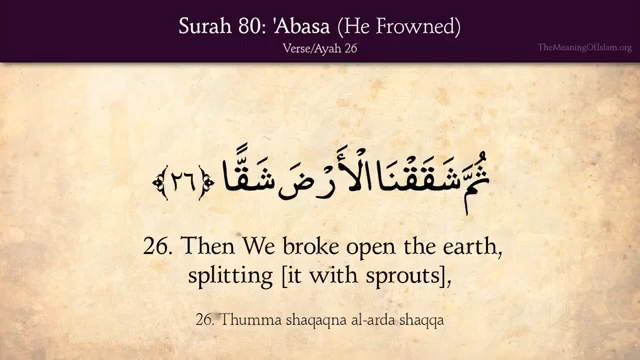 Surah 80: 'Abasa (He Frowned)
Verse/Ayah 26
TheMeaningOfIslam.org
ثُمَّ شَقَقْنَا الْأَرْضَ شَقًّا ﴿٢٦﴾
26. Then We broke open the earth,
splitting [it with sprouts],
26. Thumma shaqaqna al-arda shaqqa